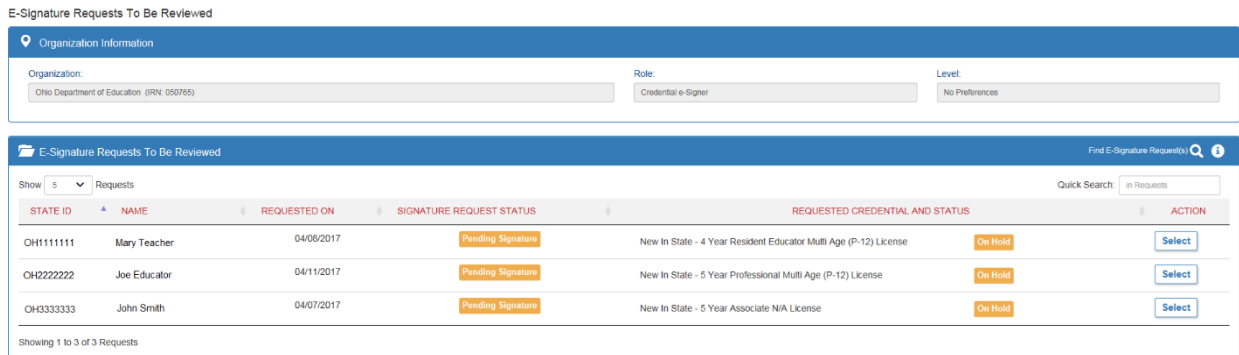 E-Signature Requests To Be Reviewed
Organization Information
Organization: Role: Level:
Ohio Department of Education (IRN: 050765) Credential e-Signer No Preferences
E-Signature Requests To Be Reviewed Find E-Signature Request(s)
Show 5 Requests Quick Search: in Requests
STATE ID NAME REQUESTED ON SIGNATURE REQUEST STATUS REQUESTED CREDENTIAL AND STATUS ACTION
OH1111111 Mary Teacher 04/08/2017 Pending Signature New In State - 4 Year Resident Educator Multi Age (P-12) License On Hold Select
OH2222222 Joe Educator 04/11/2017 Pending Signature New In State - 5 Year Professional Multi Age (P-12) License On Hold Select
OH3333333 John Smith 04/07/2017 Pending Signature New In State - 5 Year Associate N/A License On Hold Select
Showing 1 to 3 of 3 Requests